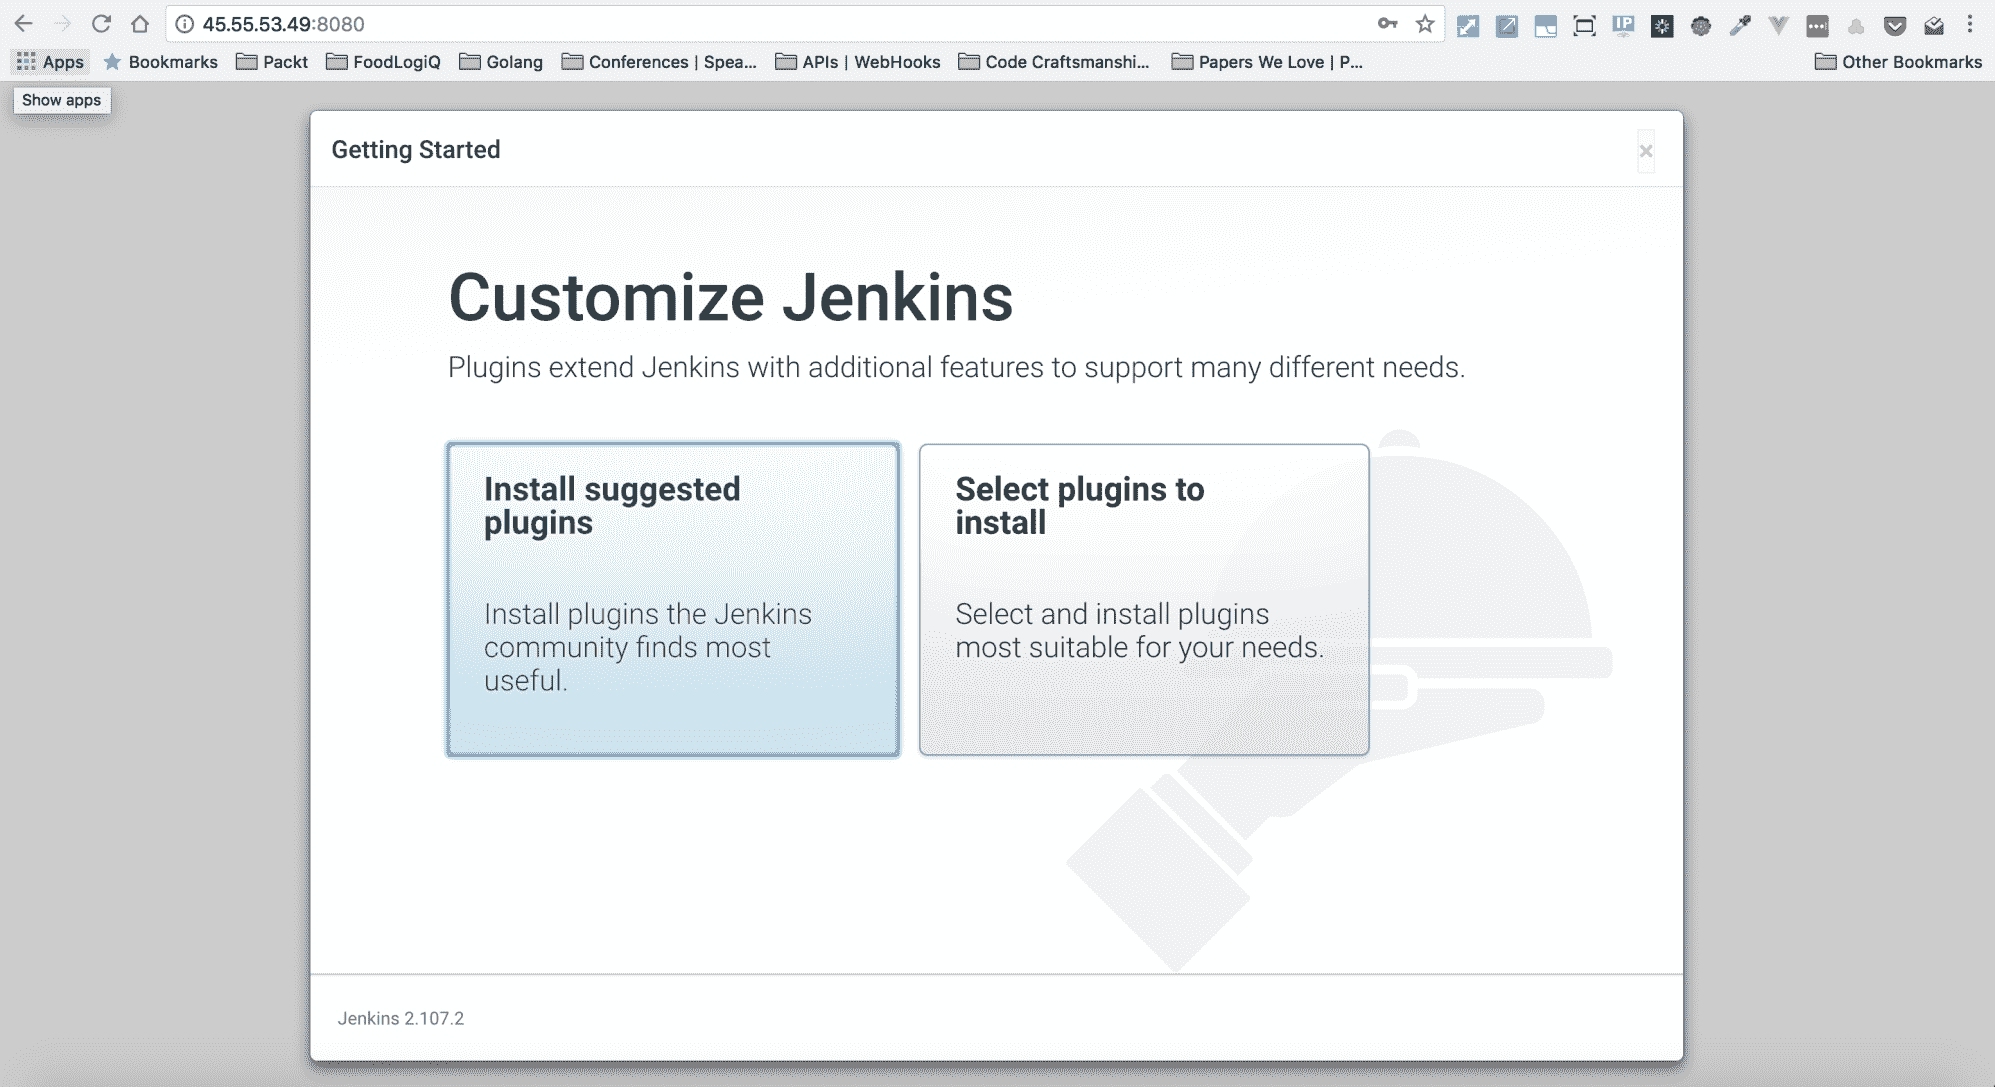 45.55.53.49:8080
IP
Apps Bookmarks Packt FoodLogiQ Golang Conferences | Spea... APIs | WebHooks Code Craftsmanshi... Papers We Love | P... Other Bookmarks
Show apps
Getting Started
Customize Jenkins
Plugins extend Jenkins with additional features to support many different needs.
Install suggested
plugins
Install plugins the Jenkins
community finds most
useful.
Select plugins to
install
Select and install plugins
most suitable for your needs.
Jenkins 2.107.2